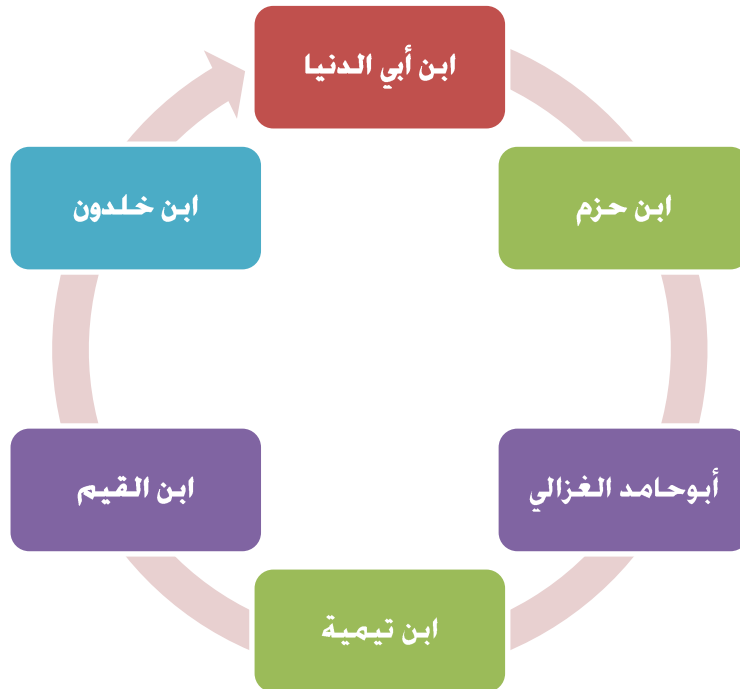 ابن أبي الدنيا
ابن حزم
أبوحامد الغزالي
ابن تيمية
ابن القيم
ابن خلدون